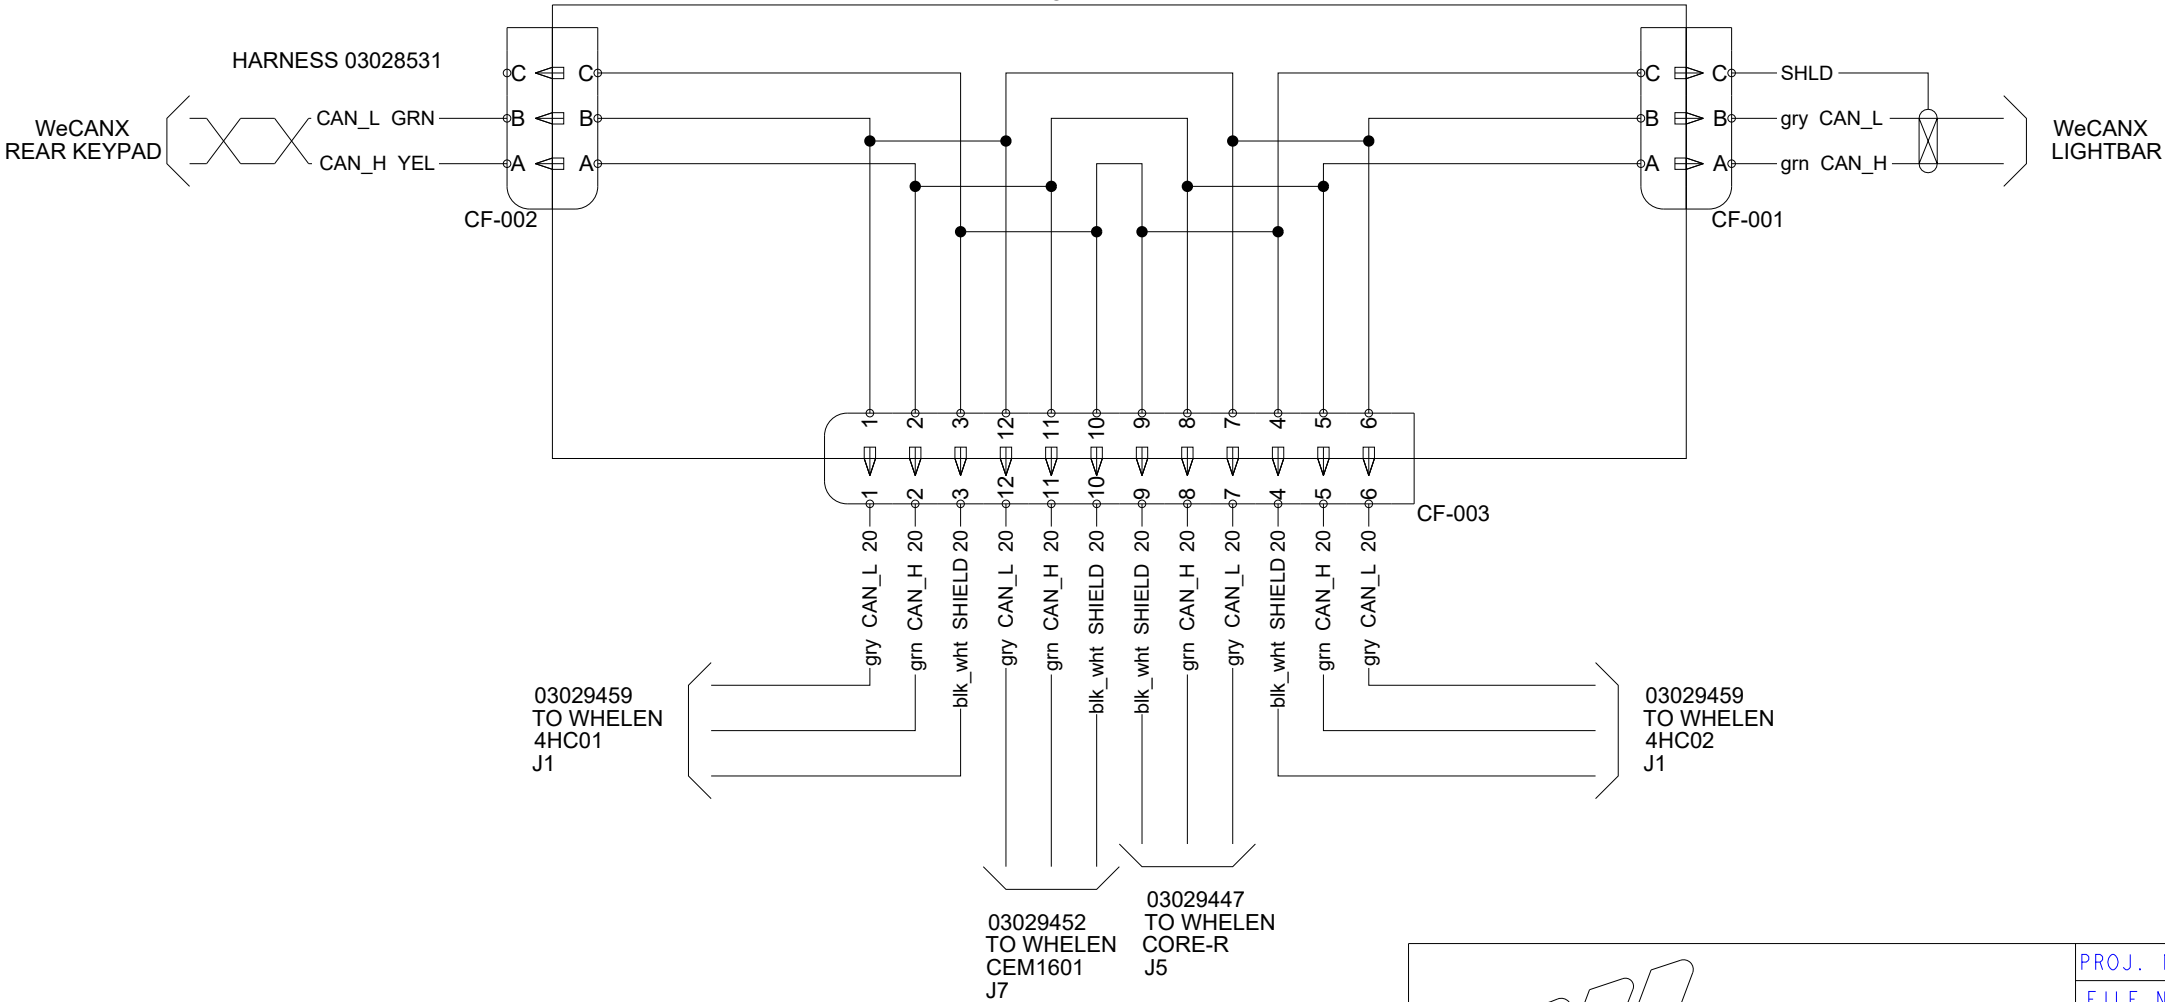 HARNESS 03028531
WeCANX
REAR KEYPAD
CAN_L GRN
CAN_H YEL
C C
B B
A A
CF-002
C C
B B
A A
SHLD
gry CAN_L
grn CAN_H
CF-001
WeCANX
LIGHTBAR
1 2 3 12 11 10 9 8 7 4 5 6
1 2 3 12 11 10 9 8 7 4 5 6
CF-003
gry CAN_L 20
grn CAN_H 20
blk_wht SHIELD 20
gry CAN_L 20
grn CAN_H 20
blk_wht SHIELD 20
blk_wht SHIELD 20
grn CAN_H 20
gry CAN_L 20
blk_wht SHIELD 20
grn CAN_H 20
gry CAN_L 20
03029459
TO WHELEN
4HC01
J1
03029459
TO WHELEN
4HC02
J1
03029452
TO WHELEN
CEM1601
J7
03029447
TO WHELEN
CORE-R
J5
PROJ.